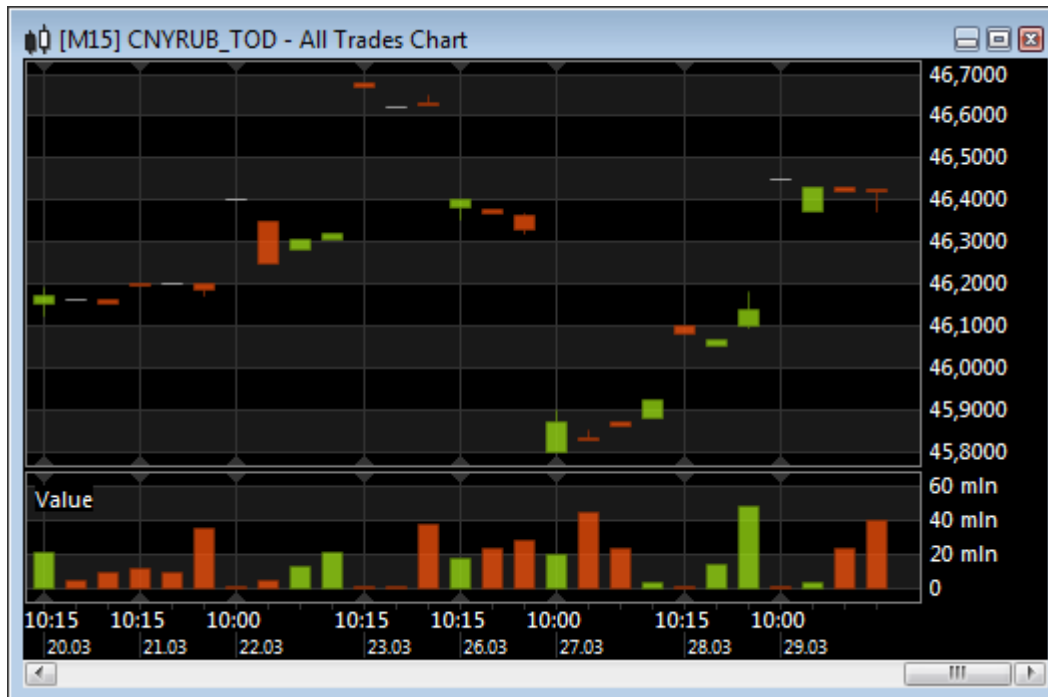 [M15] CNYRUB_TOD - All Trades Chart
46,7000
46,6000
46,5000
46,4000
46,3000
46,2000
46,1000
46,0000
45,9000
45,8000
Value
60 mln
40 mln
20 mln
0
10:15 10:15 10:00 10:15 10:15 10:00 10:15 10:00
20.03 21.03 22.03 23.03 26.03 27.03 28.03 29.03